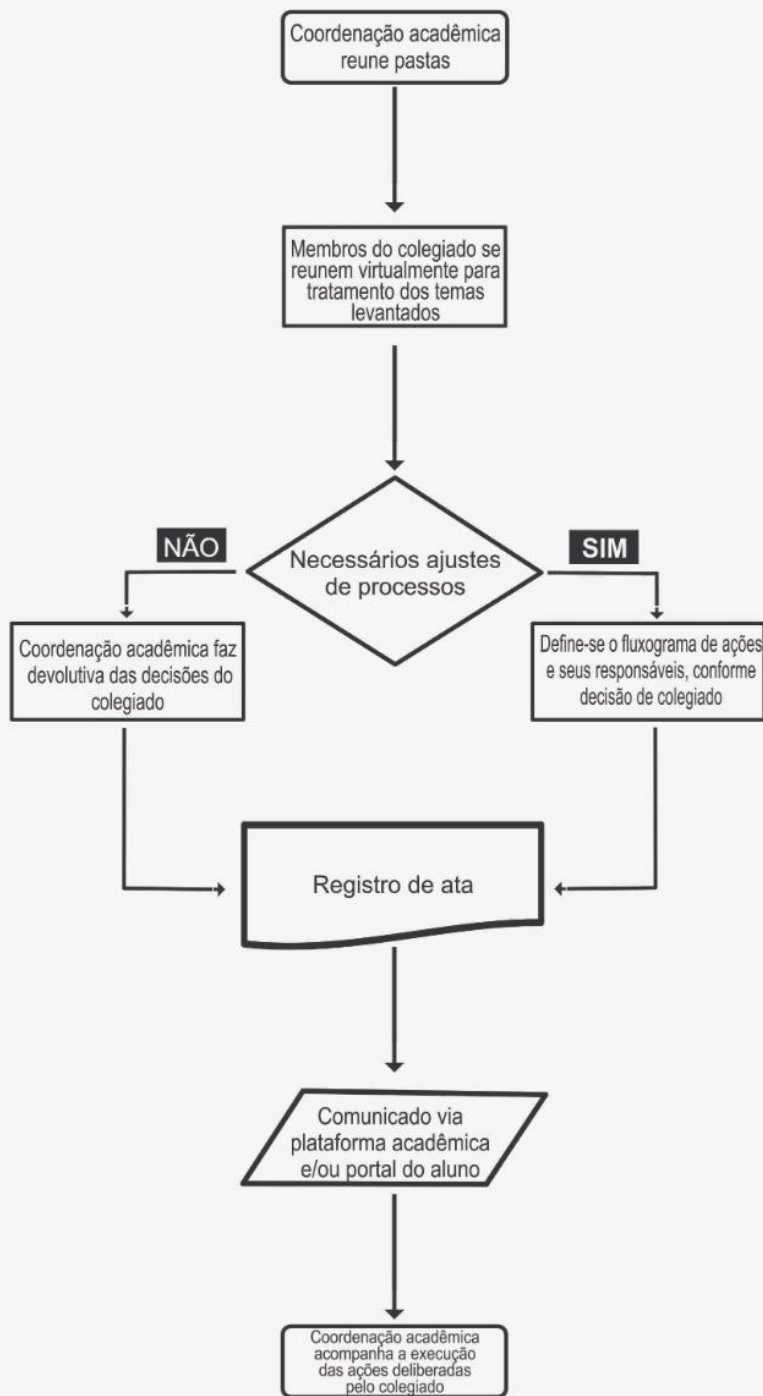 Coordenação acadêmica
reune pastas
Membros do colegiado se
reunem virtualmente para
tratamento dos temas
levantados
NÃO
SIM
Necessários ajustes
de processos
Coordenação acadêmica faz
devolutiva das decisões do
colegiado
Define-se o fluxograma de ações
e seus responsáveis, conforme
decisão de colegiado
Registro de ata
Comunicado via
plataforma acadêmica
e/ou portal do aluno
Coordenação acadêmica
acompanha a execução
das ações deliberadas
pelo colegiado